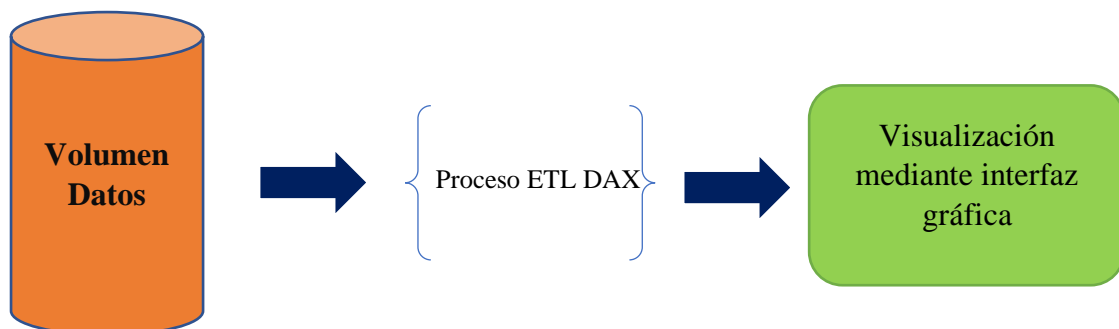 Volumen
Datos
Proceso ETL DAX
Visualización
mediante interfaz
gráfica